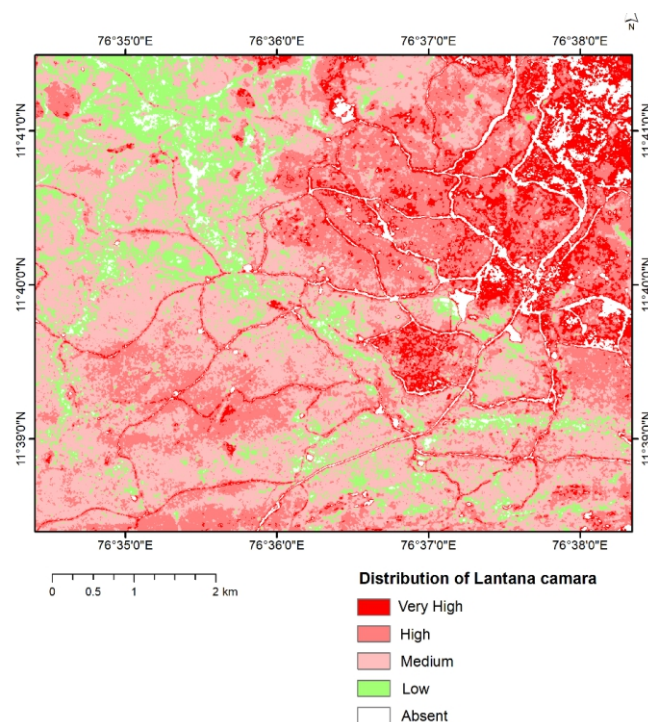 N
76°35'0"E 76°36'0"E 76°37'0"E 76°38'0"E
11°41'0"N 11°41'0"N
11°40'0"N 11°40'0"N
11°39'0"N 11°39'0"N
76°35'0"E 76°36'0"E 76°37'0"E 76°38'0"E
0 0.5 1 2 km
Distribution of Lantana camara
Very High
High
Medium
Low
Absent